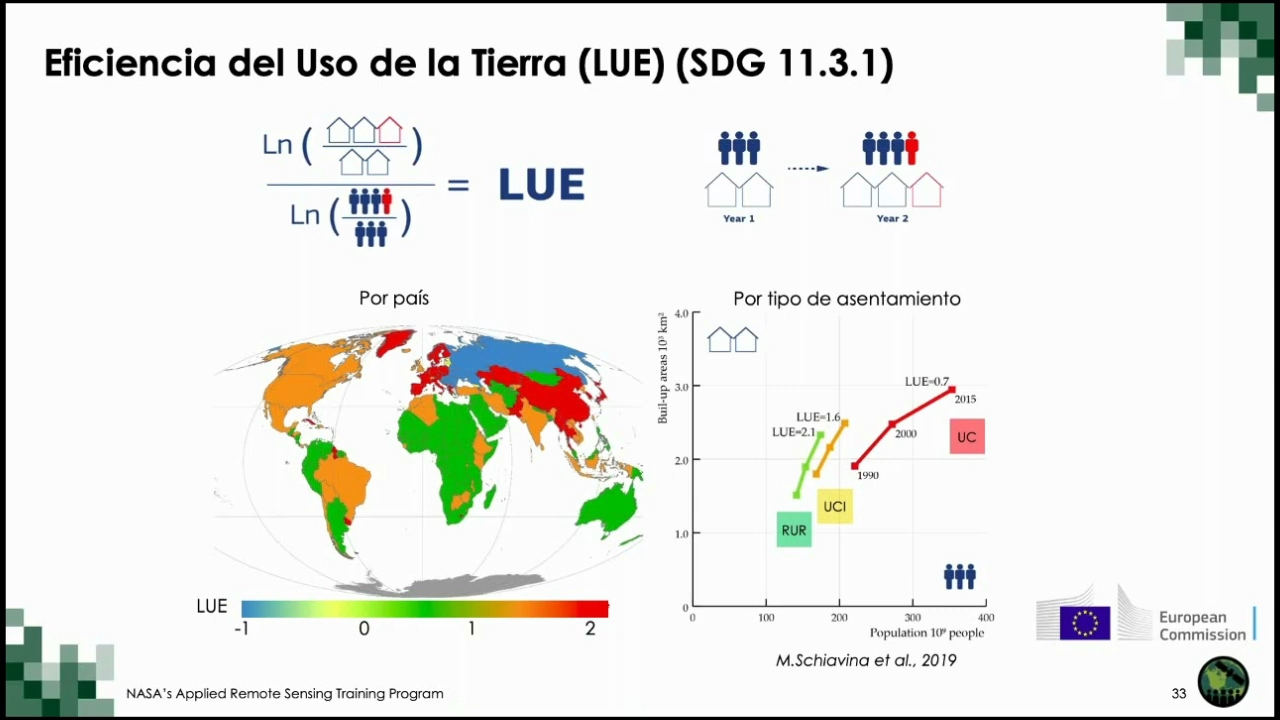 Eficiencia del Uso de la Tierra (LUE) (SDG 11.3.1)
Ln ( )
Ln ( )
= LUE
Year 1
Year 2
Por país
Por tipo de asentamiento
Buil-up areas 10³ km²
4.0
3.0
2.0
1.0
0
LUE=0.7
2015
LUE=1.6
LUE=2.1
2000
UC
1990
UCI
RUR
0
100
200
300
400
Population 10⁹ people
LUE
-1
0
1
2
M.Schiavina et al., 2019
European
Commission
NASA's Applied Remote Sensing Training Program
33